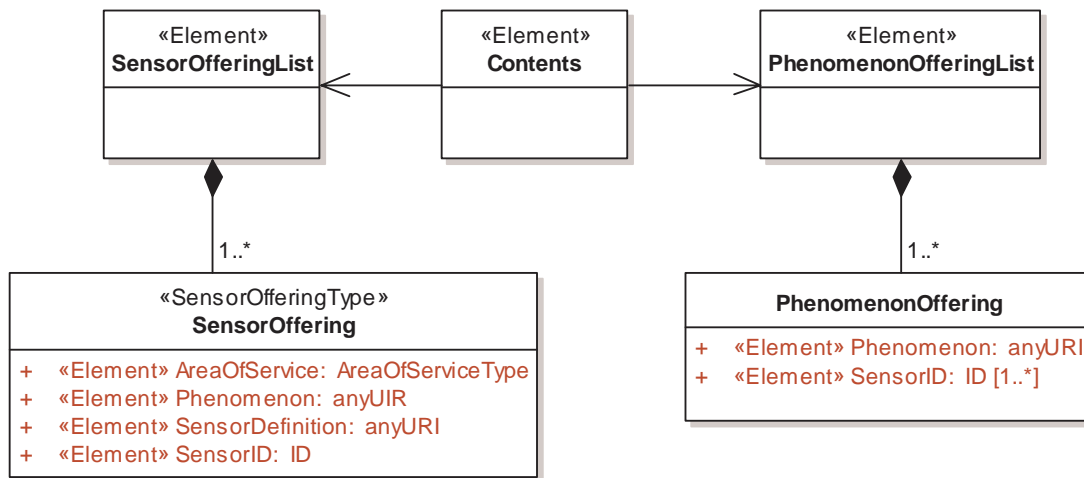 «Element»
SensorOfferingList
«Element»
Contents
«Element»
PhenomenonOfferingList
1..*
1..*
«SensorOfferingType»
SensorOffering
+ «Element» AreaOfService: AreaOfServiceType
+ «Element» Phenomenon: anyUIR
+ «Element» SensorDefinition: anyURI
+ «Element» SensorID: ID
PhenomenonOffering
+ «Element» Phenomenon: anyURI
+ «Element» SensorID: ID [1..*]